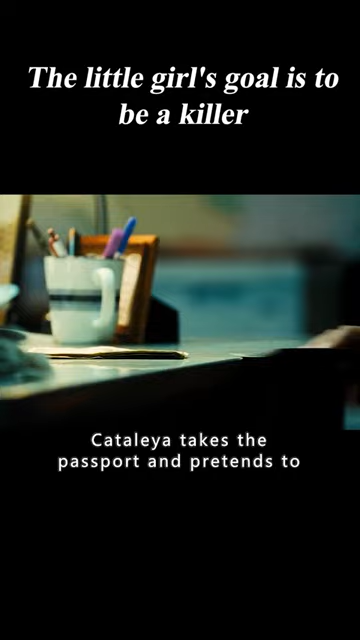 The little girl's goal is to
be a killer
Cataleya takes the
passport and pretends to